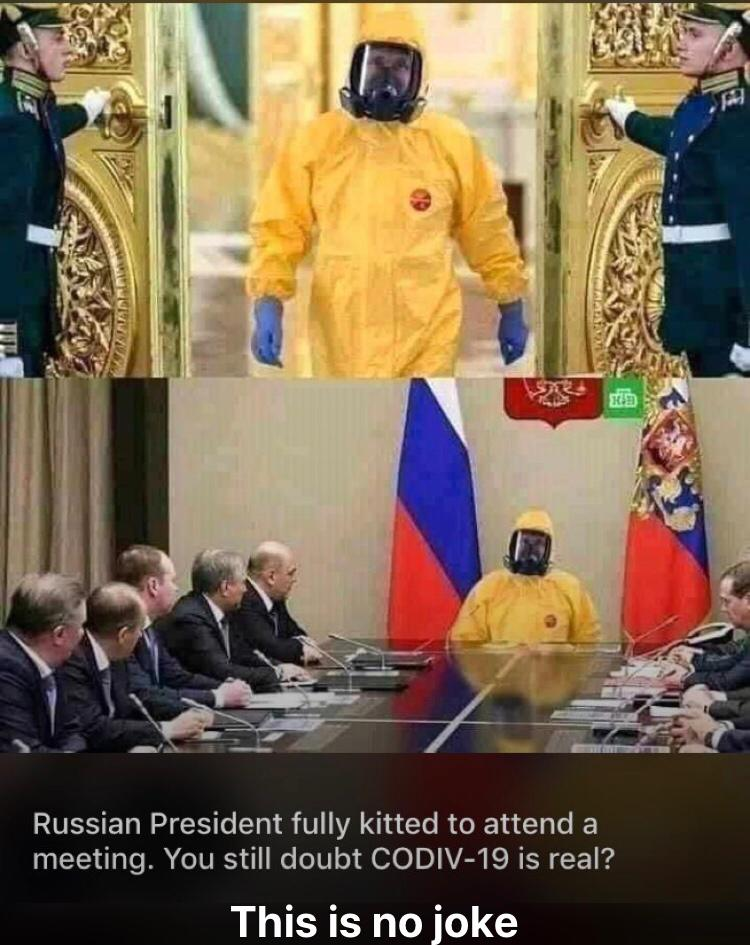 Russian President fully kitted to attend a
meeting. You still doubt CODIV-19 is real?
This is no joke